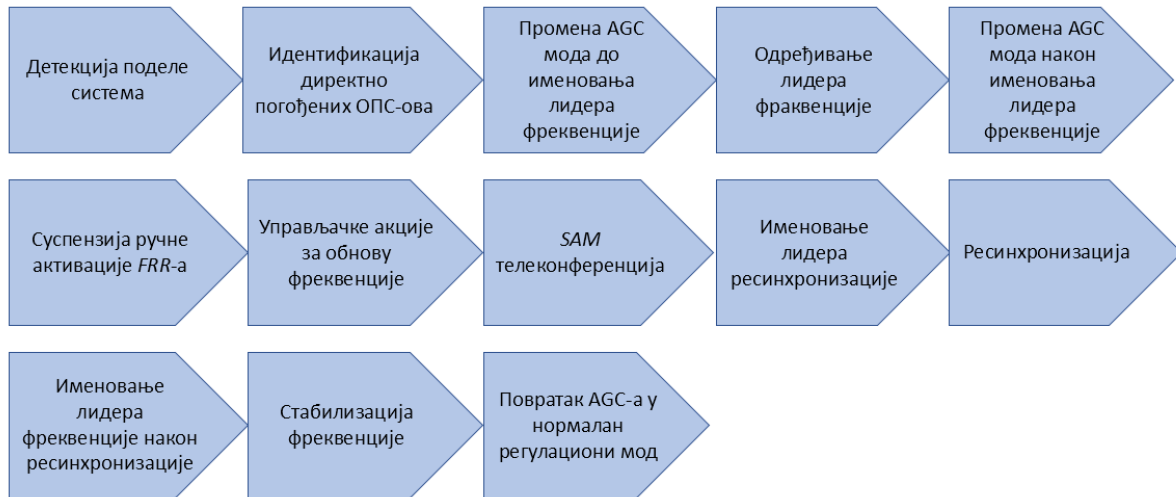 Детекција поделе
система
Идентификација
директно
погођених ОПС-ова
Промена AGC
мода до
именовања
лидера
фреквенције
Одређивање
лидера
фраквенције
Промена AGC
мода након
именовања
лидера
фреквенције
Суспензија ручне
активације FRR-а
Управљачке акције
за обнову
фреквенције
SAM
телеконференција
Именовање
лидера
ресинхронизације
Ресинхронизација
Именовање
лидера
фреквенције након
ресинхронизације
Стабилизација
фреквенције
Повратак AGC-а у
нормалан
регулациони мод